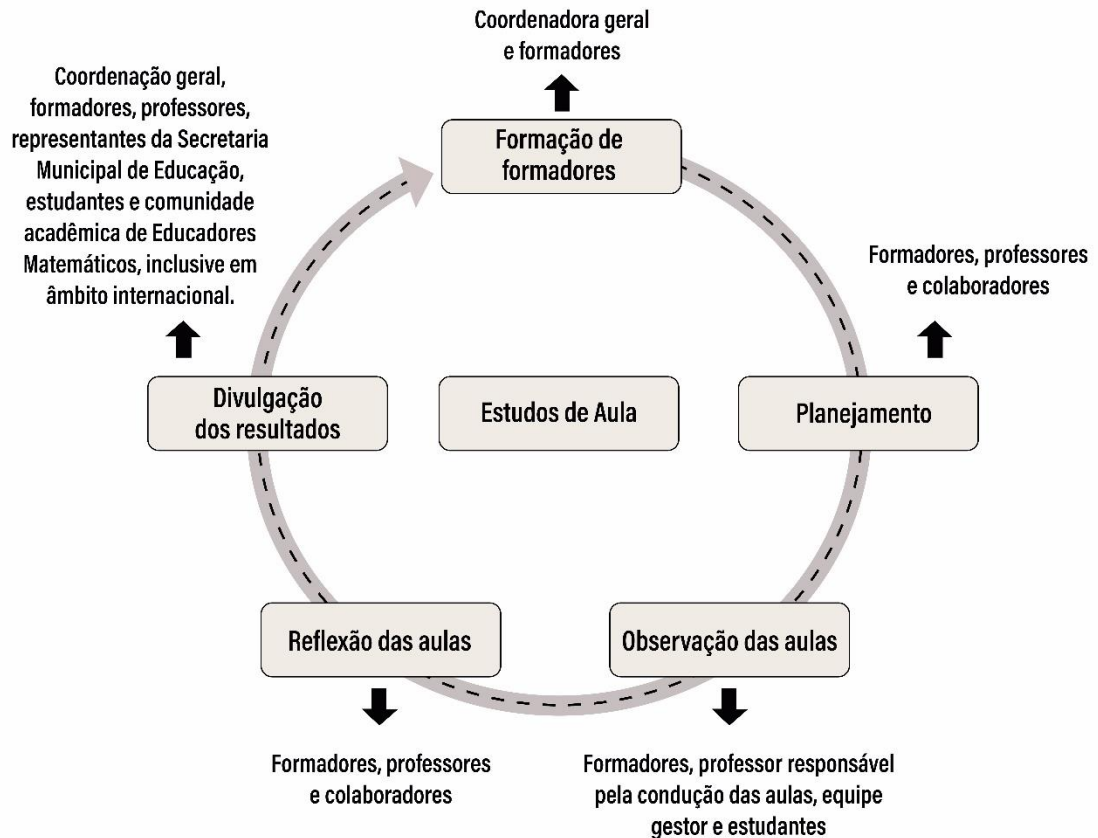 Coordenadora geral
e formadores
Formação de
formadores
Coordenação geral,
formadores, professores,
representantes da Secretaria
Municipal de Educação,
estudantes e comunidade
acadêmica de Educadores
Matemáticos, inclusive em
âmbito internacional.
Formadores, professores
e colaboradores
Divulgação
dos resultados
Estudos de Aula
Planejamento
Reflexão das aulas
Observação das aulas
Formadores, professores
e colaboradores
Formadores, professor responsável
pela condução das aulas, equipe
gestor e estudantes